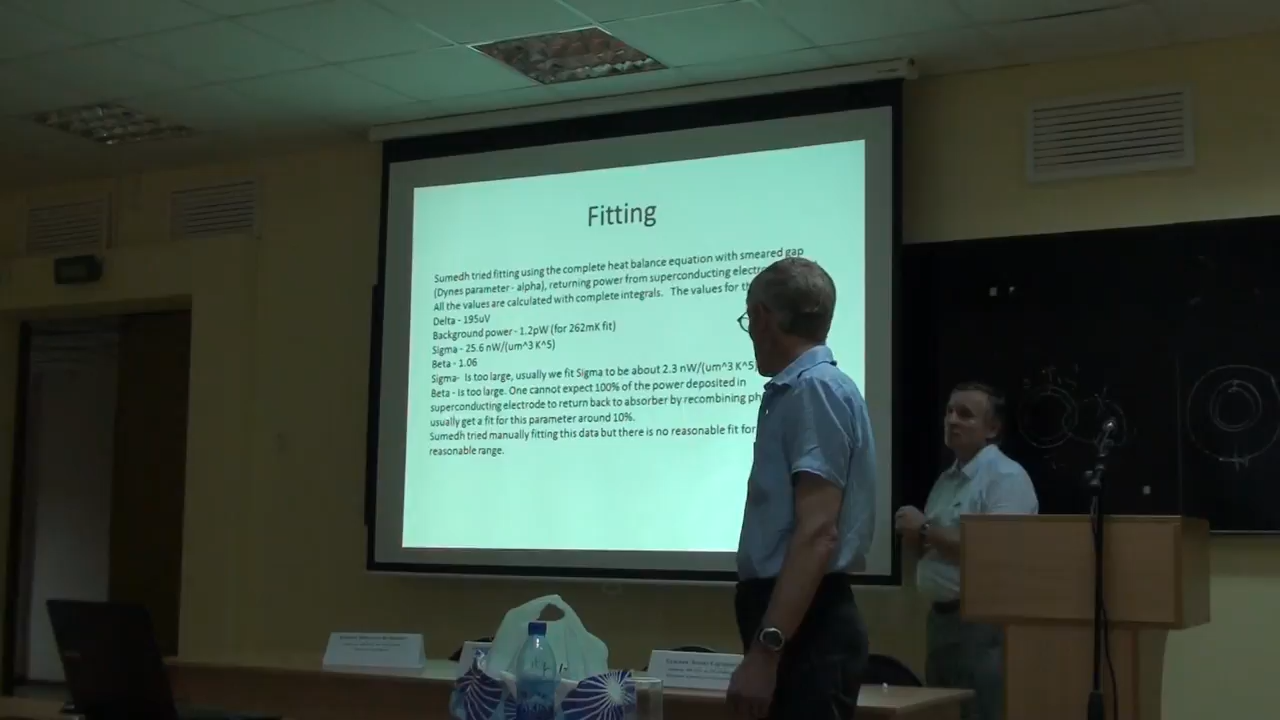 Fitting
Sumedh tried fitting using the complete heat balance equation with smeared gap
(Dynes parameter - alpha), returning power from superconducting
All the values are calculated with complete integrals. The values for
Delta - 195uV
Background power - 1.2pW (for 262mK fit)
Sigma - 25.6 nW/(um^3 K^5)
Beta - 1.06
Sigma- Is too large, usually we fit Sigma to be about 2.3 nW/(um^3 K^5)
Beta - Is too large. One cannot expect 100% of the power deposited in
superconducting electrode to return back to absorber by recombining
usually get a fit for this parameter around 10%.
Sumedh tried manually fitting this data but there is no reasonable fit for
reasonable range.